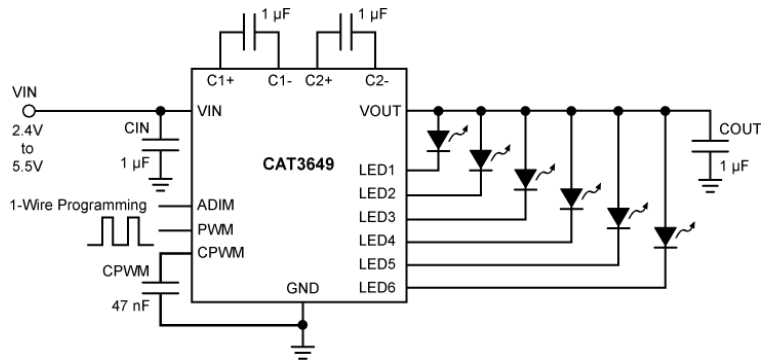 1 µF
1 µF
C1+
C1-
C2+
C2-
VIN
2.4V
to
5.5V
CIN
1 µF
VIN
VOUT
CAT3649
COUT
1 µF
LED1
LED2
LED3
LED4
LED5
LED6
1-Wire Programming
ADIM
PWM
CPWM
CPWM
47 nF
GND